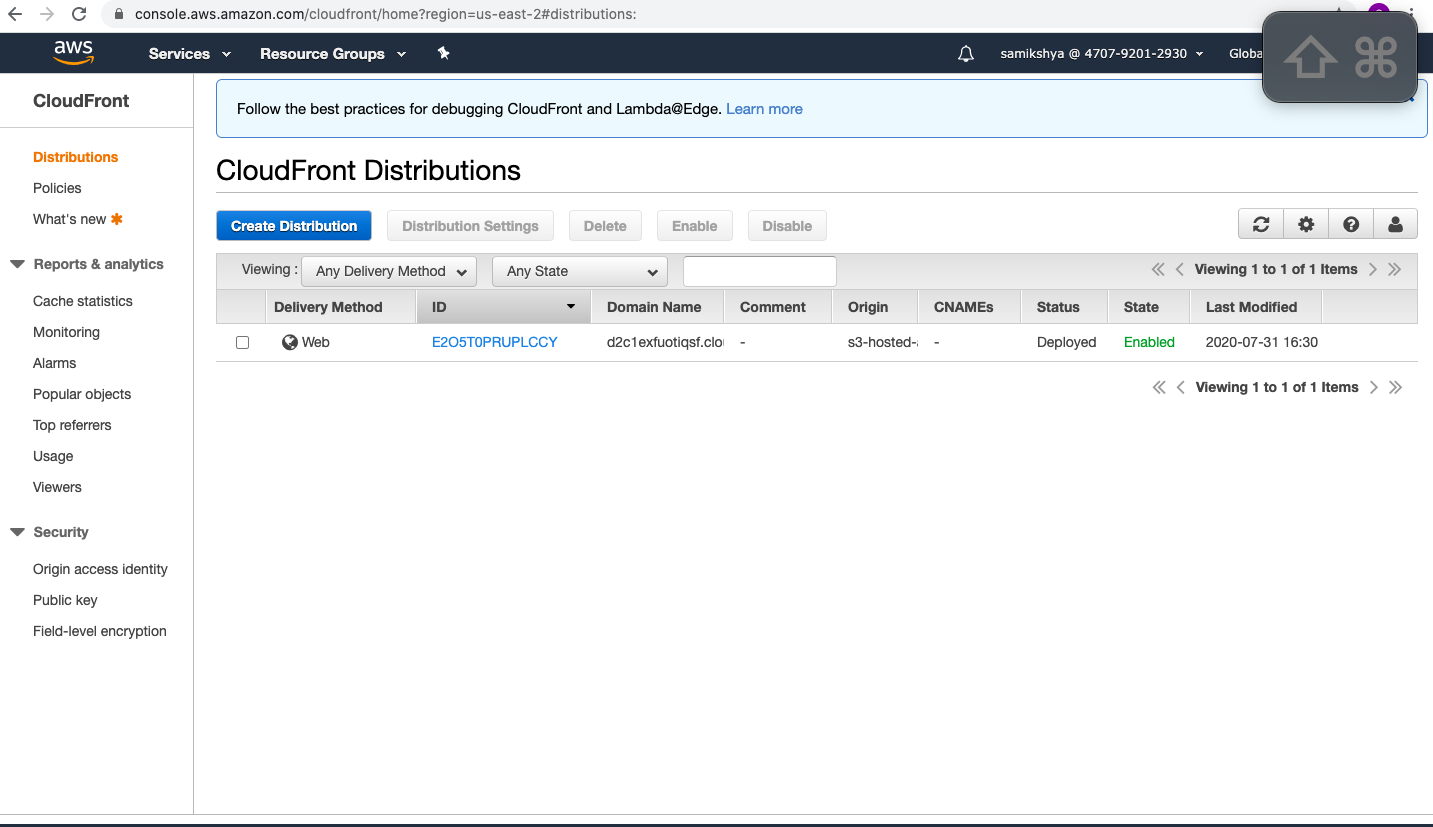 console.aws.amazon.com/cloudfront/home?region=us-east-2#distributions:
aws Services Resource Groups samikshya @ 4707-9201-2930 Globa
CloudFront
Distributions
Policies
What's new
Reports & analytics
Cache statistics
Monitoring
Alarms
Popular objects
Top referrers
Usage
Viewers
Security
Origin access identity
Public key
Field-level encryption
Follow the best practices for debugging CloudFront and Lambda@Edge. Learn more
CloudFront Distributions
Create Distribution Distribution Settings Delete Enable Disable
Viewing : Any Delivery Method Any State Viewing 1 to 1 of 1 Items
Delivery Method ID Domain Name Comment Origin CNAMEs Status State Last Modified
Web E2O5T0PRUPLCCY d2c1exfuotiqsf.clo - s3-hosted- - Deployed Enabled 2020-07-31 16:30
Viewing 1 to 1 of 1 Items